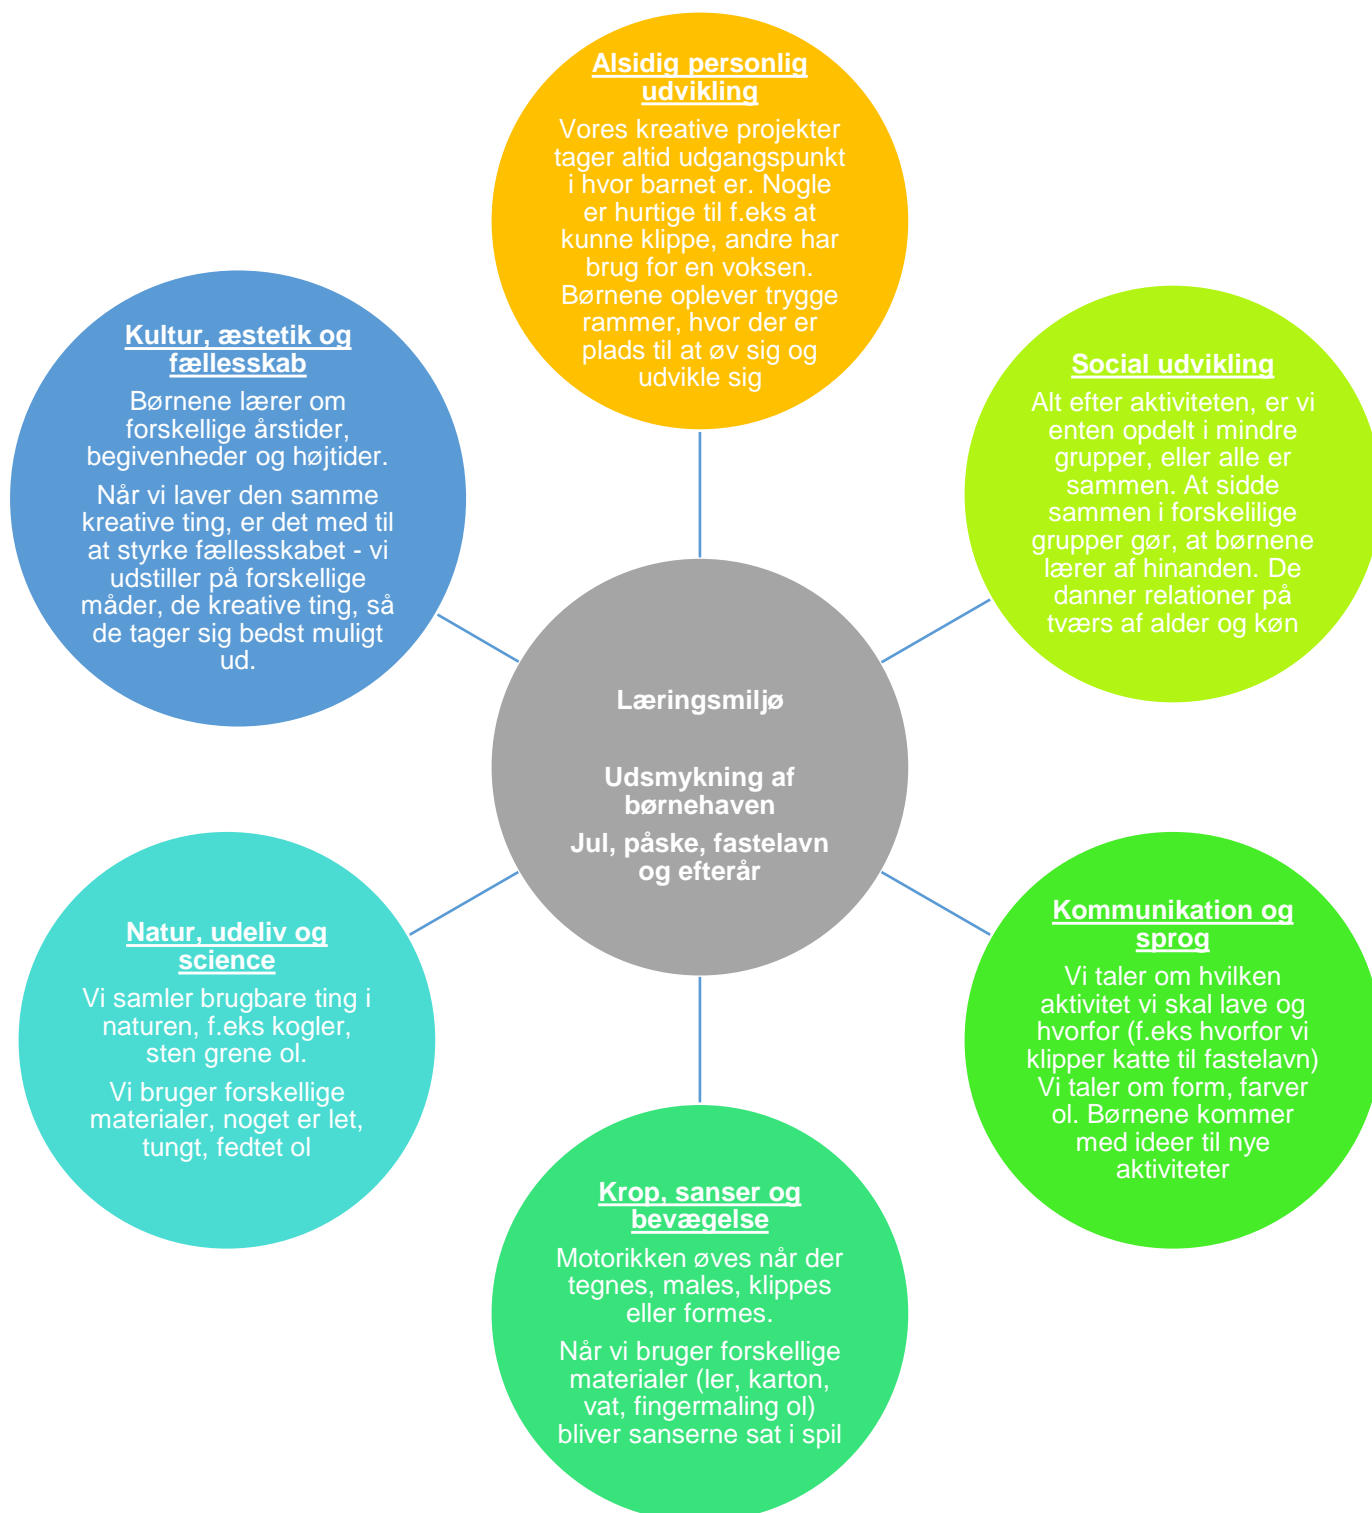 Alsidig personlig
udvikling
Vores kreative projekter
tager altid udgangspunkt
i hvor barnet er. Nogle
er hurtige til f.eks at
kunne klippe, andre har
brug for en voksen.
Børnene oplever trygge
rammer, hvor der er
plads til at øv sig og
udvikle sig
Social udvikling
Alt efter aktiviteten, er vi
enten opdelt i mindre
grupper, eller alle er
sammen. At sidde
sammen i forskelilige
grupper gør, at børnene
lærer af hinanden. De
danner relationer på
tværs af alder og køn
Kommunikation og
sprog
Vi taler om hvilken
aktivitet vi skal lave og
hvorfor (f.eks hvorfor vi
klipper katte til fastelavn)
Vi taler om form, farver
ol. Børnene kommer
med ideer til nye
aktiviteter
Krop, sanser og
bevægelse
Motorikken øves når der
tegnes, males, klippes
eller formes.
Når vi bruger forskellige
materialer (ler, karton,
vat, fingermaling ol)
bliver sanserne sat i spil
Natur, udeliv og
science
Vi samler brugbare ting i
naturen, f.eks kogler,
sten grene ol.
Vi bruger forskellige
materialer, noget er let,
tungt, fedtet ol
Kultur, æstetik og
fællesskab
Børnene lærer om
forskellige årstider,
begivenheder og højtider.
Når vi laver den samme
kreative ting, er det med til
at styrke fællesskabet - vi
udstiller på forskellige
måder, de kreative ting, så
de tager sig bedst muligt
ud.
Læringsmiljø
Udsmykning af
børnehaven
Jul, påske, fastelavn
og efterår